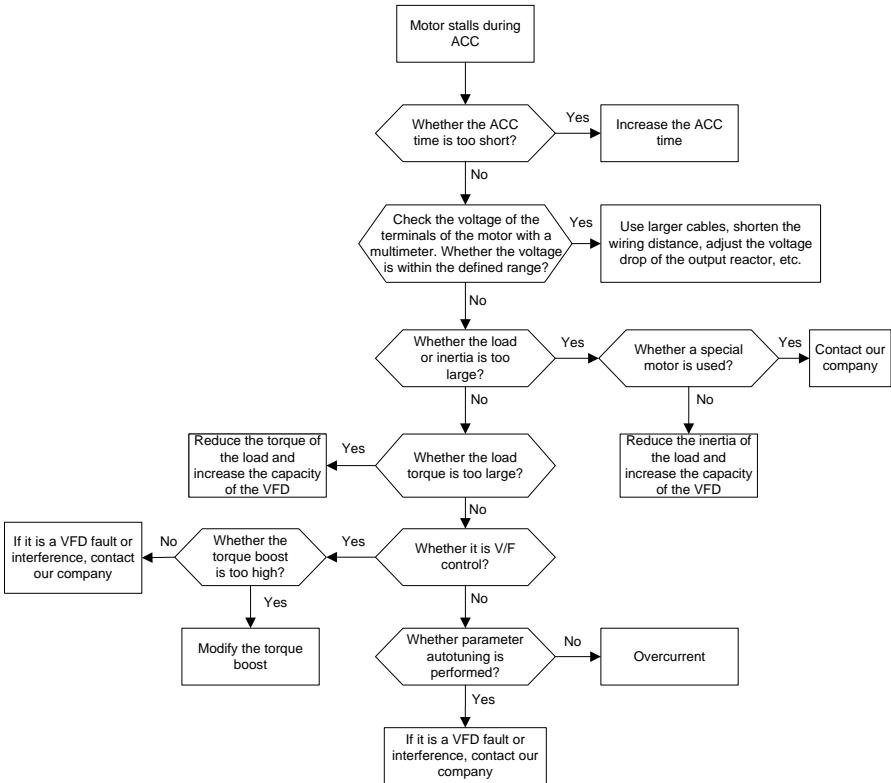 Motor stalls during
ACC
Whether the ACC
time is too short?
Yes
Increase the ACC
time
No
Check the voltage of the
terminals of the motor with a
multimeter. Whether the voltage
is within the defined range?
Yes
Use larger cables, shorten the
wiring distance, adjust the voltage
drop of the output reactor, etc.
No
Whether the load
or inertia is too
large?
Yes
Whether a special
motor is used?
Yes
Contact our
company
No
No
Reduce the torque of
the load and
increase the capacity
of the VFD
Yes
Whether the load
torque is too large?
Reduce the inertia of
the load and
increase the capacity
of the VFD
No
If it is a VFD fault or
interference, contact
our company
No
Whether the
torque boost
is too high?
Yes
Whether it is V/F
control?
Yes
No
Modify the torque
boost
Whether parameter
autotuning is
performed?
No
Overcurrent
Yes
If it is a VFD fault or
interference, contact our
company